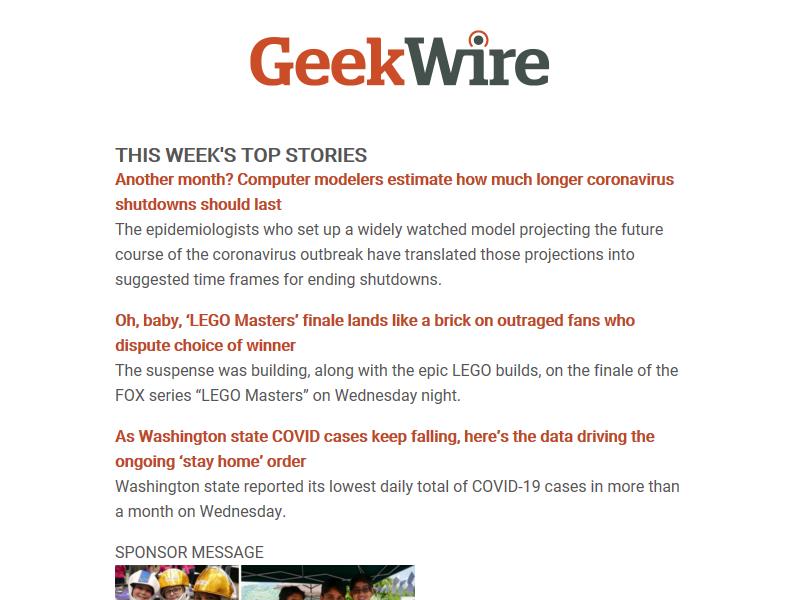 GeekWire
THIS WEEK'S TOP STORIES
Another month? Computer modelers estimate how much longer coronavirus
shutdowns should last
The epidemiologists who set up a widely watched model projecting the future
course of the coronavirus outbreak have translated those projections into
suggested time frames for ending shutdowns.
Oh, baby, ‘LEGO Masters’ finale lands like a brick on outraged fans who
dispute choice of winner
The suspense was building, along with the epic LEGO builds, on the finale of the
FOX series “LEGO Masters” on Wednesday night.
As Washington state COVID cases keep falling, here’s the data driving the
ongoing ‘stay home’ order
Washington state reported its lowest daily total of COVID-19 cases in more than
a month on Wednesday.
SPONSOR MESSAGE